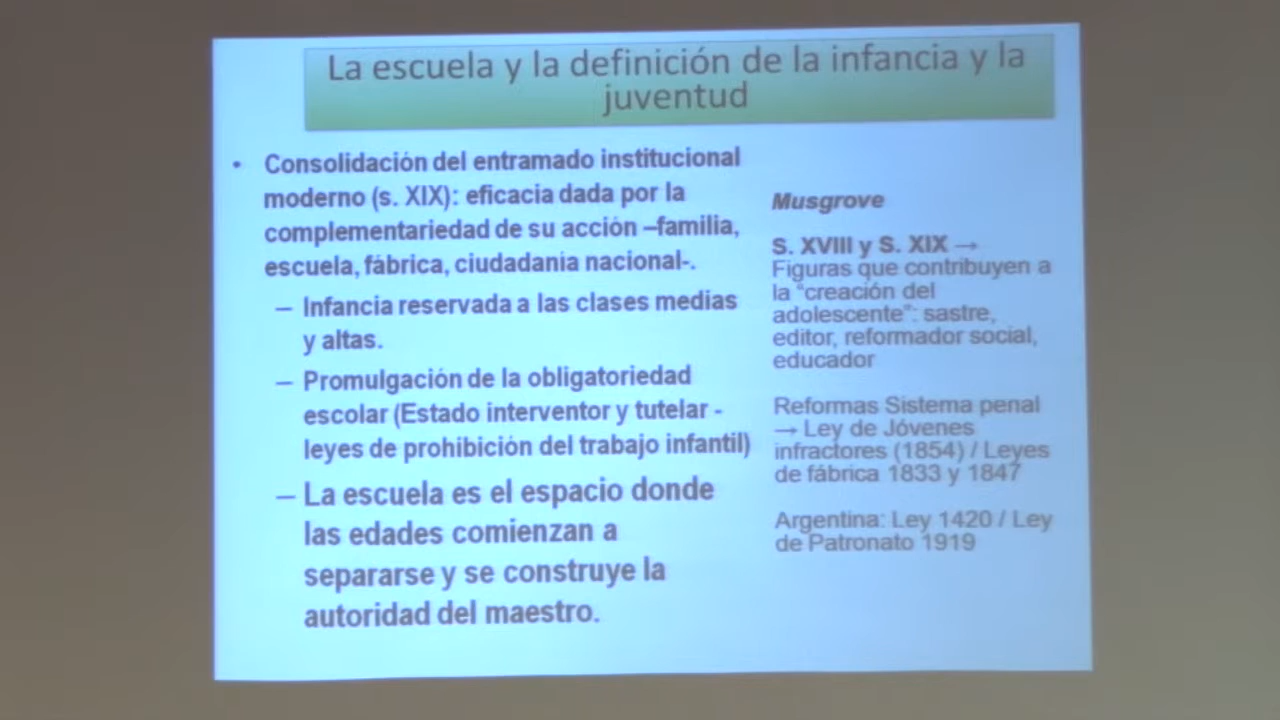 La escuela y la definición de la infancia y la
juventud
• Consolidación del entramado institucional
moderno (s. XIX): eficacia dada por la
complementariedad de su acción –familia,
escuela, fábrica, ciudadania nacional-.
– Infancia reservada a las clases medias
y altas.
– Promulgación de la obligatoriedad
escolar (Estado interventor y tutelar -
leyes de prohibición del trabajo infantil)
– La escuela es el espacio donde
las edades comienzan a
separarse y se construye la
autoridad del maestro.
Musgrove
S. XVIII y S. XIX →
Figuras que contribuyen a
la “creación del
adolescente”: sastre,
editor, reformador social,
educador
Reformas Sistema penal
→ Ley de Jóvenes
infractores (1854) / Leyes
de fábrica 1833 y 1847
Argentina: Ley 1420 / Ley
de Patronato 1919